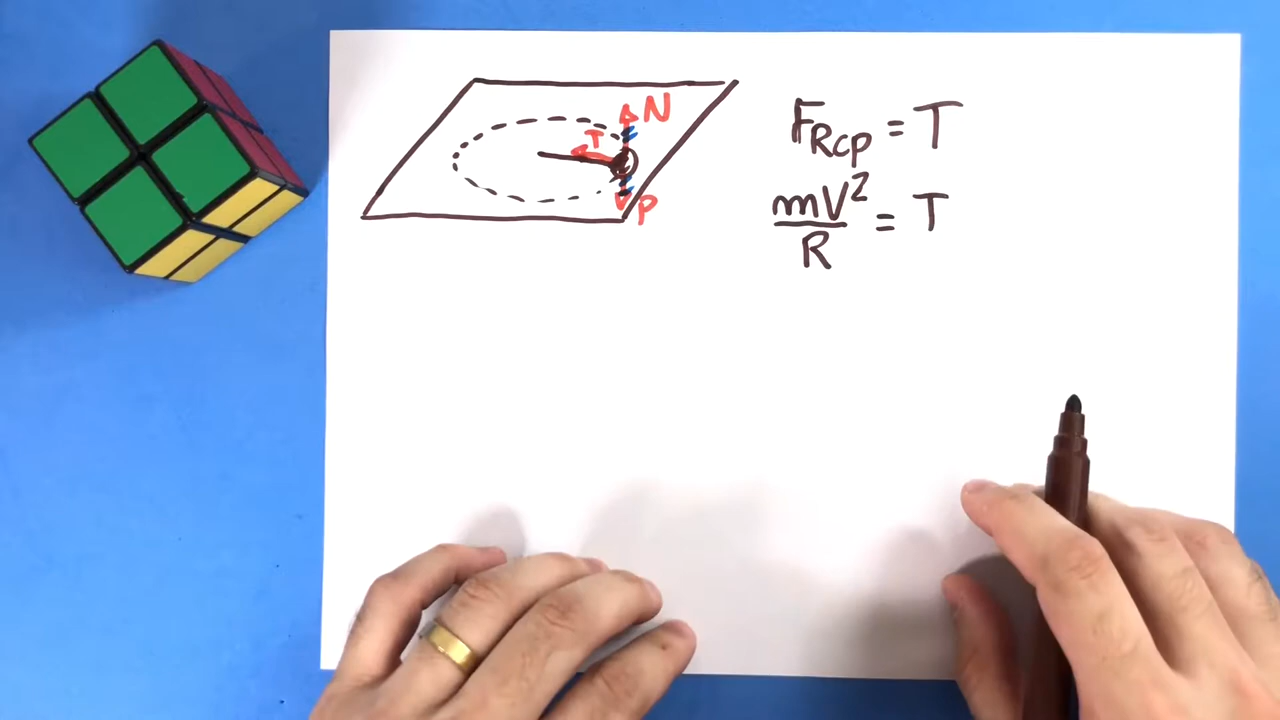 N
T
P
F_Rcp = T
mV²/R = T